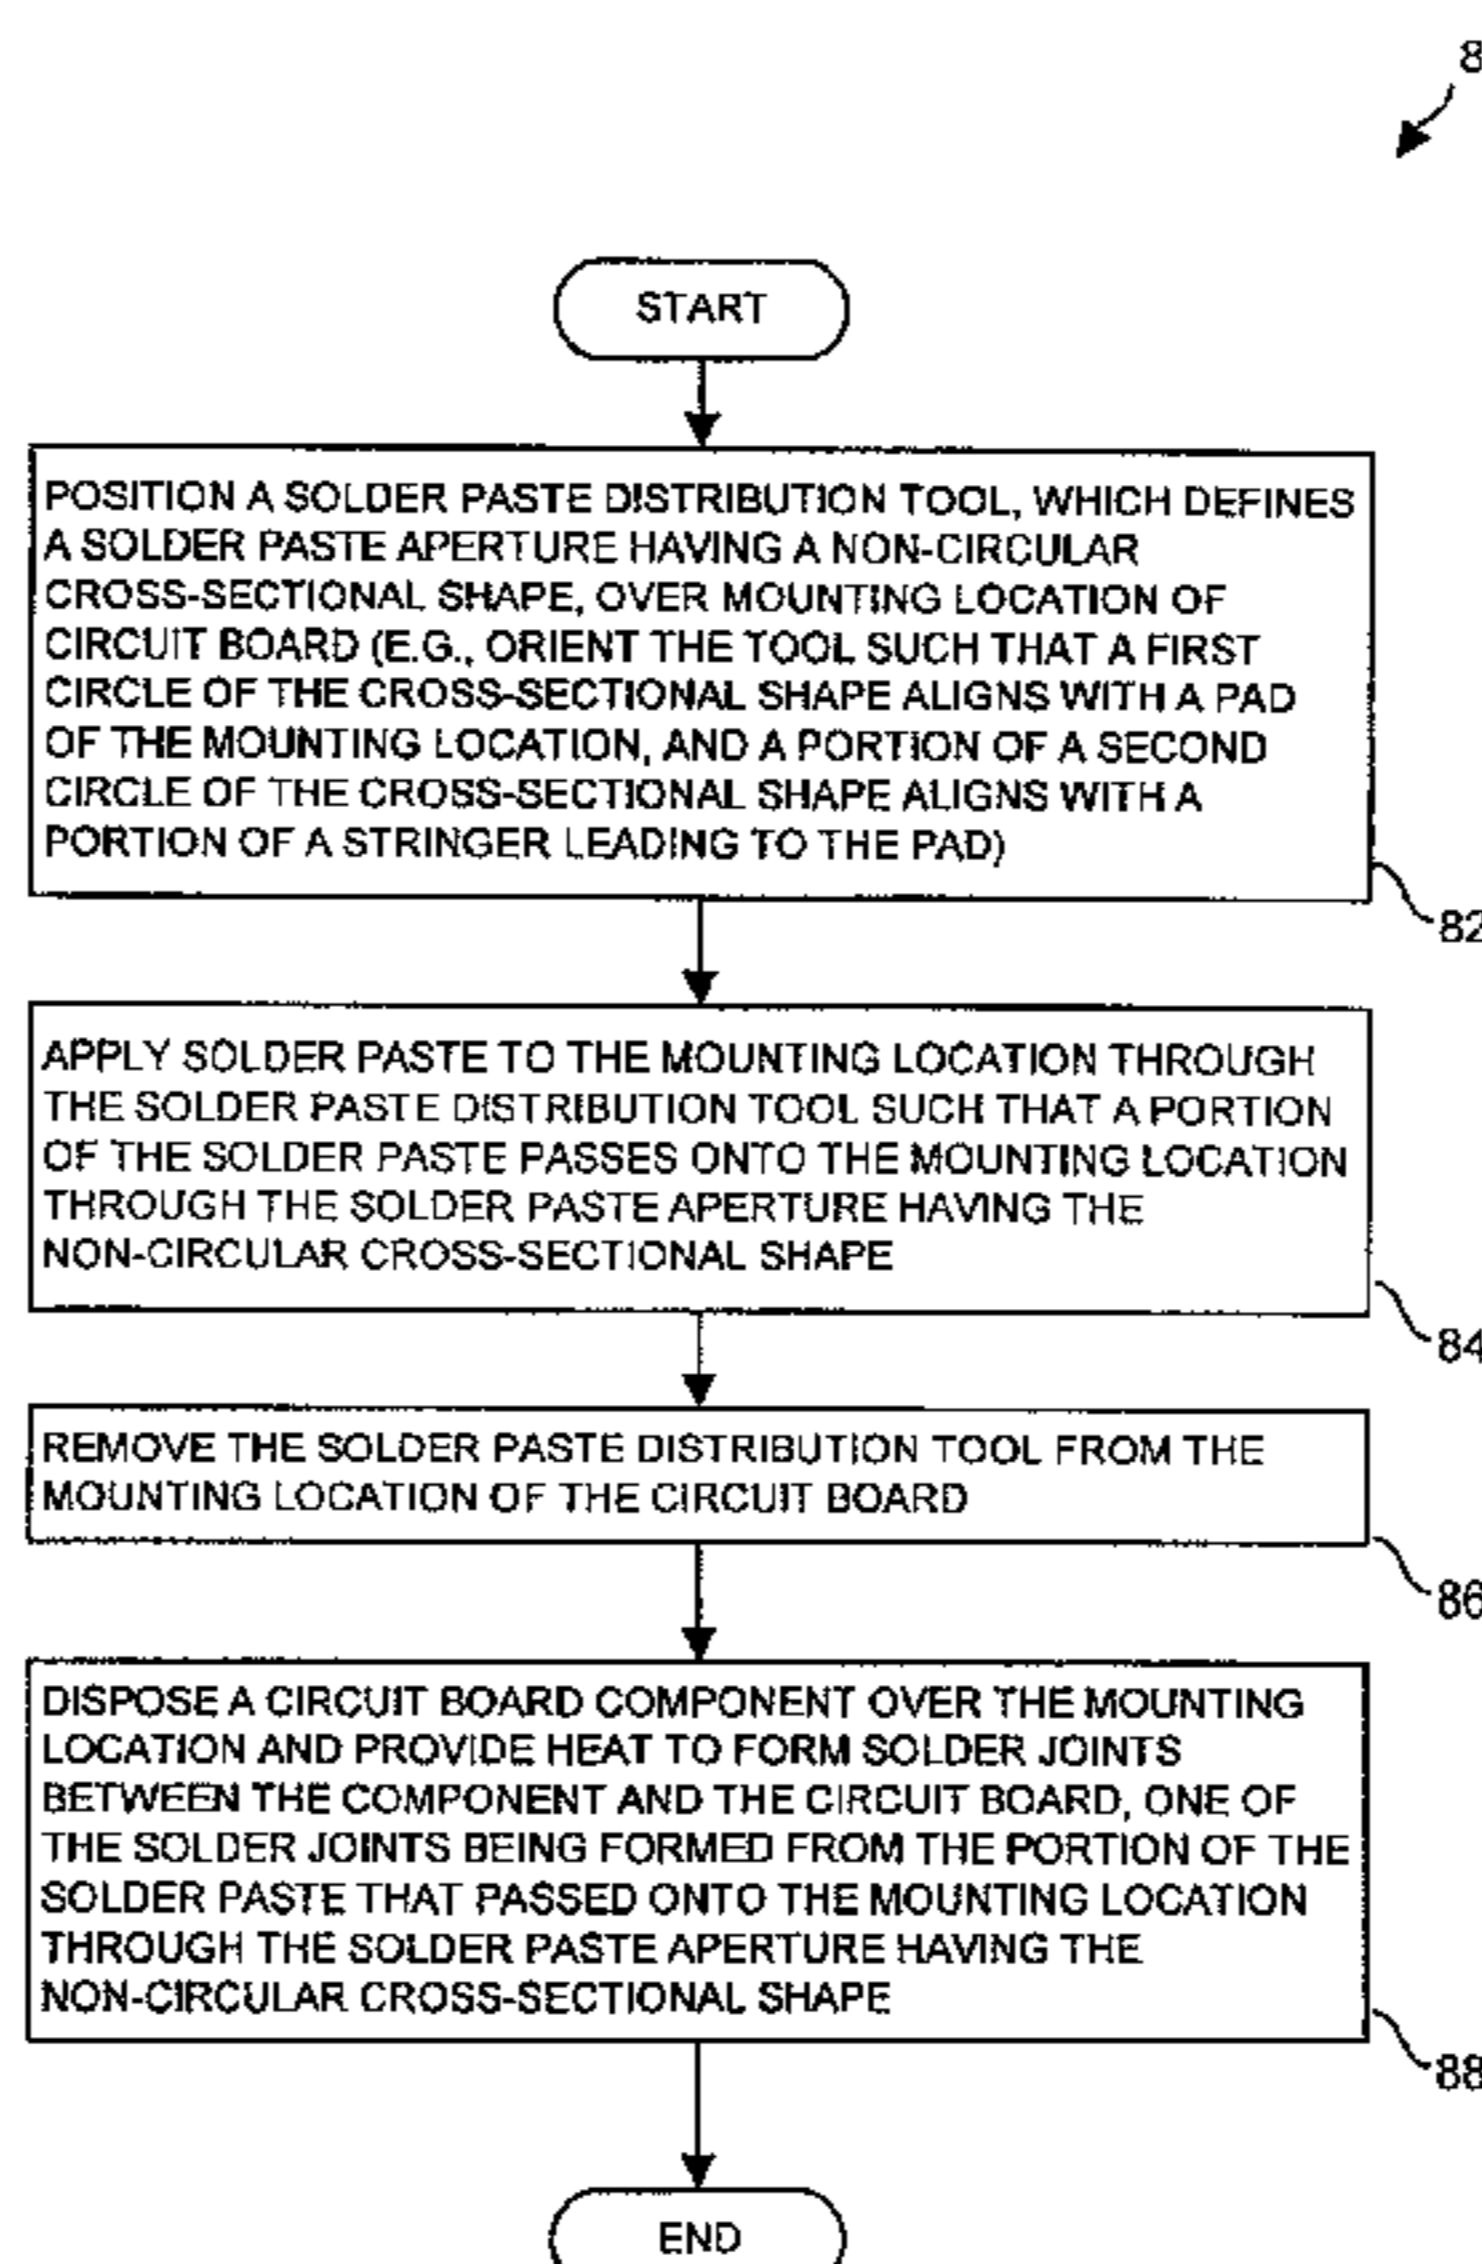 8
START
POSITION A SOLDER PASTE DISTRIBUTION TOOL, WHICH DEFINES
A SOLDER PASTE APERTURE HAVING A NON-CIRCULAR
CROSS-SECTIONAL SHAPE, OVER MOUNTING LOCATION OF
CIRCUIT BOARD (E.G., ORIENT THE TOOL SUCH THAT A FIRST
CIRCLE OF THE CROSS-SECTIONAL SHAPE ALIGNS WITH A PAD
OF THE MOUNTING LOCATION, AND A PORTION OF A SECOND
CIRCLE OF THE CROSS-SECTIONAL SHAPE ALIGNS WITH A
PORTION OF A STRINGER LEADING TO THE PAD)
82
APPLY SOLDER PASTE TO THE MOUNTING LOCATION THROUGH
THE SOLDER PASTE DISTRIBUTION TOOL SUCH THAT A PORTION
OF THE SOLDER PASTE PASSES ONTO THE MOUNTING LOCATION
THROUGH THE SOLDER PASTE APERTURE HAVING THE
NON-CIRCULAR CROSS-SECTIONAL SHAPE
84
REMOVE THE SOLDER PASTE DISTRIBUTION TOOL FROM THE
MOUNTING LOCATION OF THE CIRCUIT BOARD
86
DISPOSE A CIRCUIT BOARD COMPONENT OVER THE MOUNTING
LOCATION AND PROVIDE HEAT TO FORM SOLDER JOINTS
BETWEEN THE COMPONENT AND THE CIRCUIT BOARD, ONE OF
THE SOLDER JOINTS BEING FORMED FROM THE PORTION OF THE
SOLDER PASTE THAT PASSED ONTO THE MOUNTING LOCATION
THROUGH THE SOLDER PASTE APERTURE HAVING THE
NON-CIRCULAR CROSS-SECTIONAL SHAPE
88
END